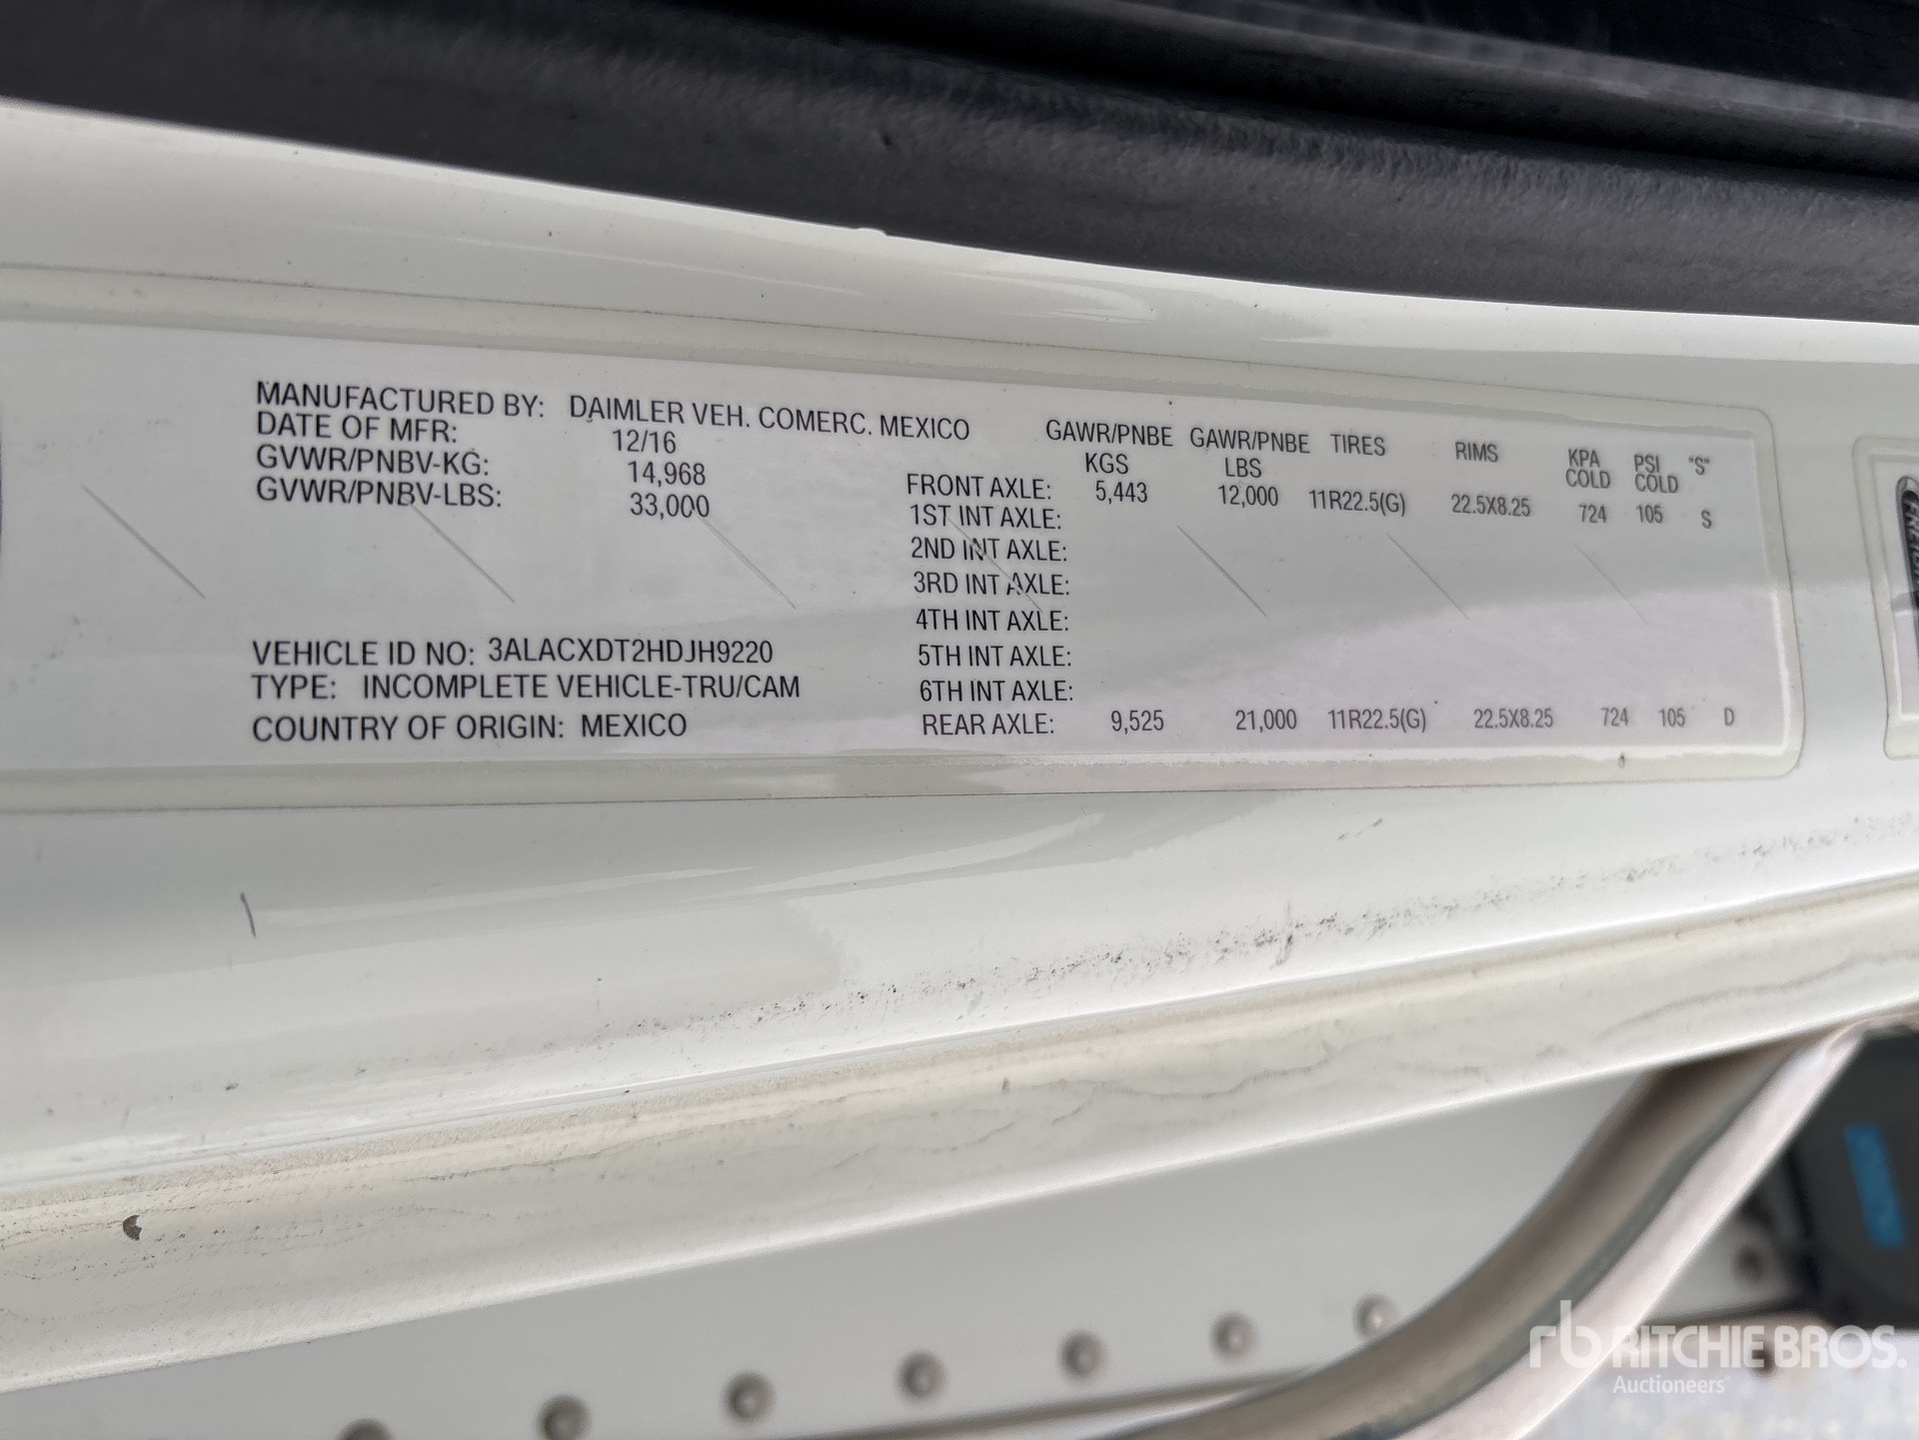 MANUFACTURED BY: DAIMLER VEH. COMERC. MEXICO
DATE OF MFR: 12/16
GVWR/PNBV-KG: 14,968
GVWR/PNBV-LBS: 33,000
VEHICLE ID NO: 3ALACXDT2HDJH9220
TYPE: INCOMPLETE VEHICLE-TRU/CAM
COUNTRY OF ORIGIN: MEXICO
GAWR/PNBE GAWR/PNBE TIRES RIMS KPA PSI "S"
KGS LBS COLD COLD
FRONT AXLE: 5,443 12,000 11R22.5(G) 22.5X8.25 724 105 S
1ST INT AXLE:
2ND INT AXLE:
3RD INT AXLE:
4TH INT AXLE:
5TH INT AXLE:
6TH INT AXLE:
REAR AXLE: 9,525 21,000 11R22.5(G) 22.5X8.25 724 105 D
rb RITCHIE BROS.
Auctioneers